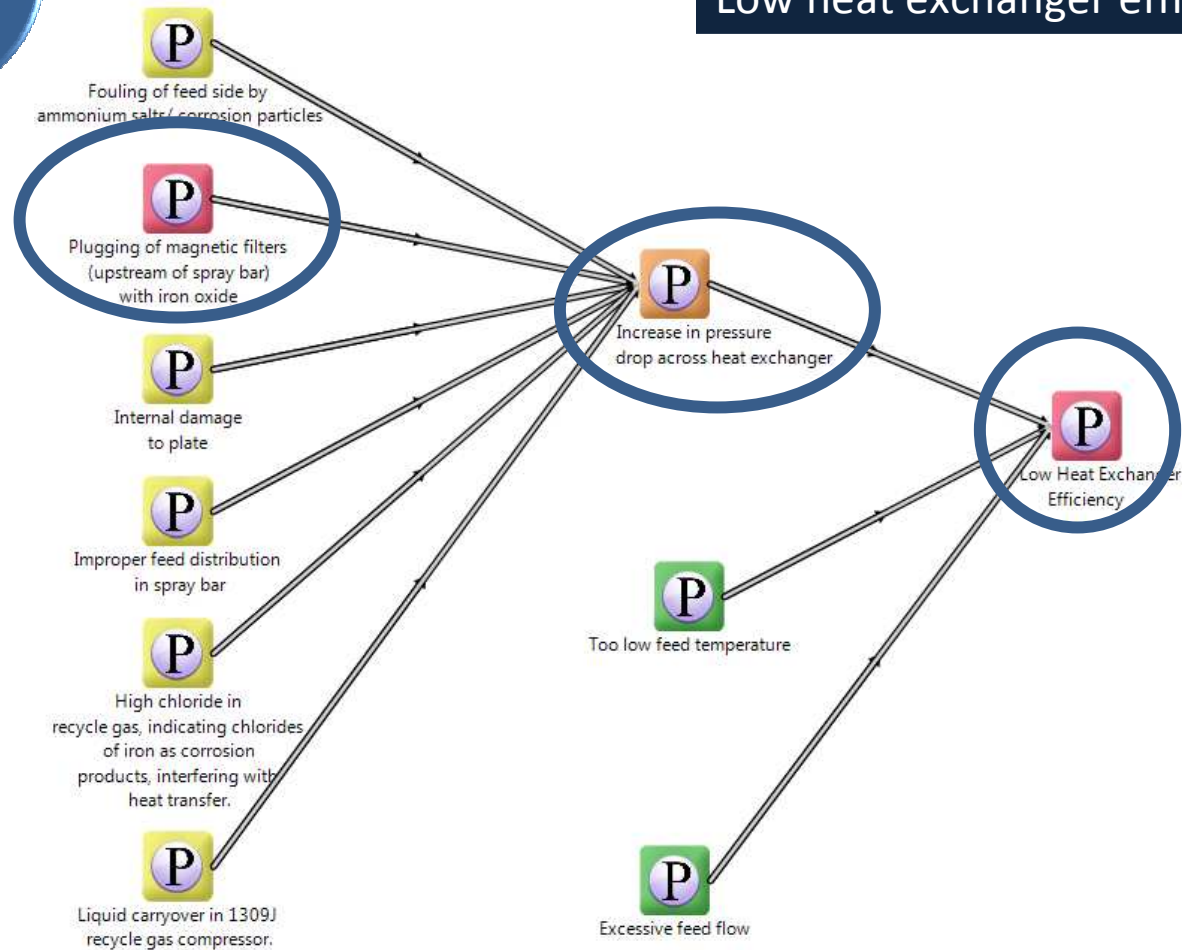 Low heat exchanger
P
Fouling of feed side by
ammonium salts/ corrosion particles
P
Plugging of magnetic filters
(upstream of spray bar)
with iron oxide
P
Internal damage
to plate
P
Improper feed distribution
in spray bar
P
High chloride in
recycle gas, indicating chlorides
of iron as corrosion
products, interfering with
heat transfer.
P
Liquid carryover in 1309J
recycle gas compressor.
P
Increase in pressure
drop across heat exchanger
P
Too low feed temperature
P
Excessive feed flow
P
Low Heat Exchanger
Efficiency